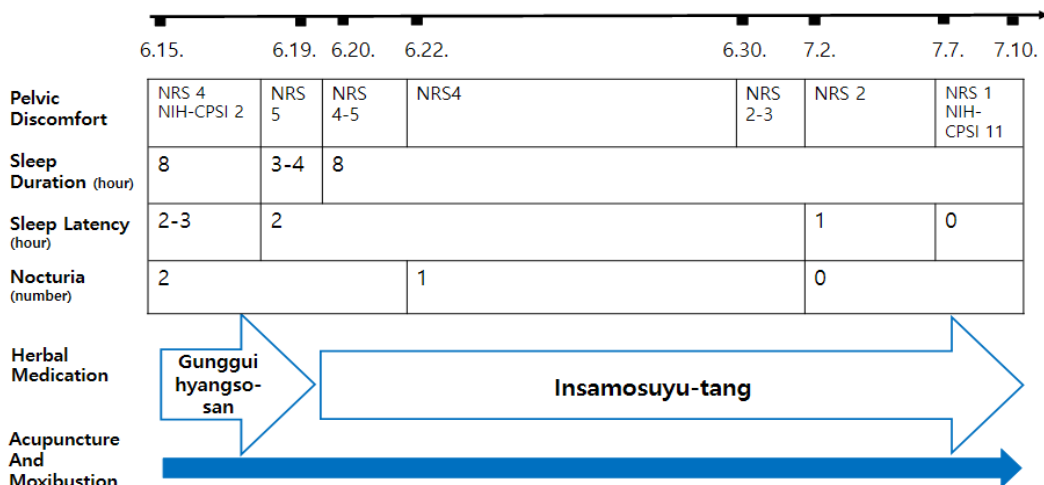 6.15. 6.19. 6.20. 6.22. 6.30. 7.2. 7.7. 7.10.
Pelvic
Discomfort
NRS 4
NIH-CPSI 2
NRS
5
NRS
4-5
NRS4
NRS
2-3
NRS 2
NRS 1
NIH-
CPSI 11
Sleep
Duration (hour)
8
3-4
8
Sleep Latency
(hour)
2-3
2
1
0
Nocturia
(number)
2
1
0
Herbal
Medication
Gunggui
hyangso-
san
Insamosuyu-tang
Acupuncture
And
Moxibustion